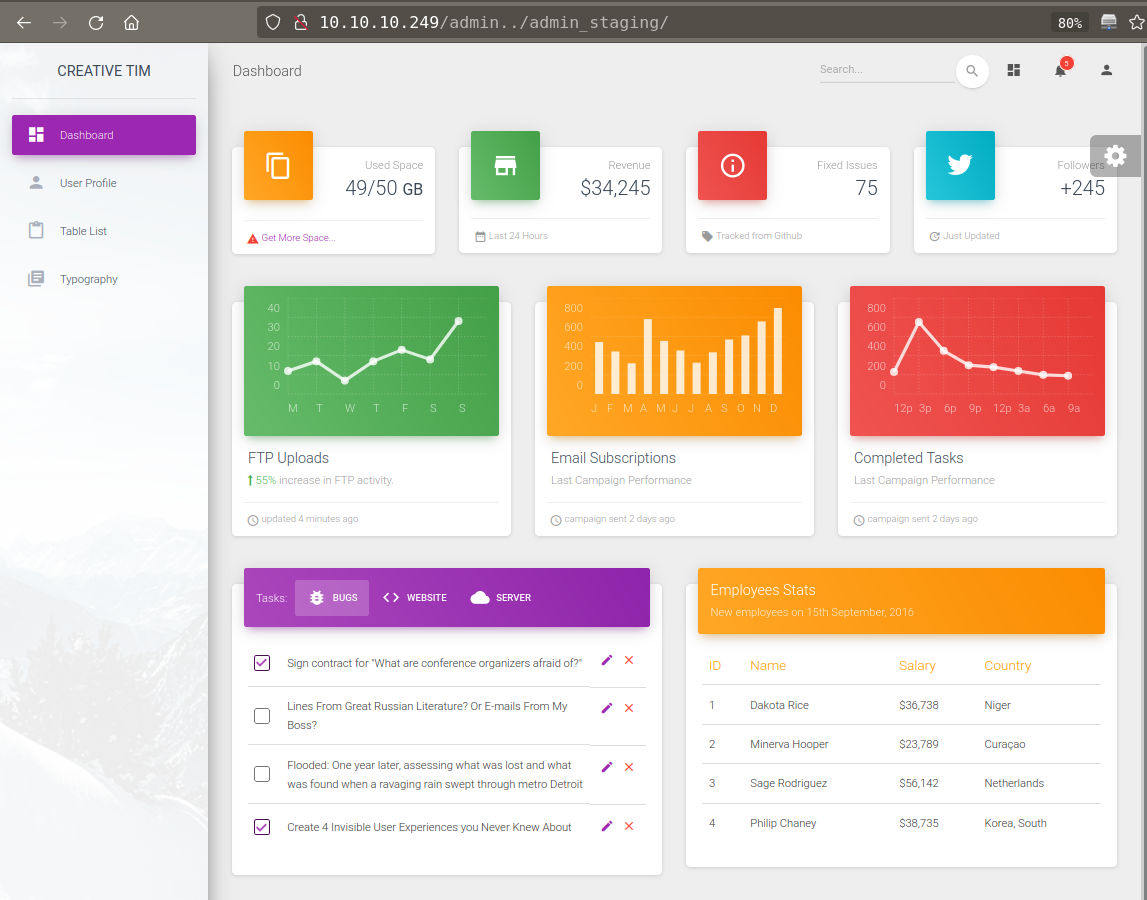 10.10.10.249/admin../admin_staging/
80%
CREATIVE TIM
Dashboard
User Profile
Table List
Typography
Dashboard
Search...
5
Used Space
49/50 GB
Get More Space...
Revenue
$34,245
Last 24 Hours
Fixed Issues
75
Tracked from Github
Followers
+245
Just Updated
40
30
20
10
0
M T W T F S S
FTP Uploads
55% increase in FTP activity.
updated 4 minutes ago
800
600
400
200
0
J F M A M J J A S O N D
Email Subscriptions
Last Campaign Performance
campaign sent 2 days ago
800
600
400
200
0
12p 3p 6p 9p 12p 3a 6a 9a
Completed Tasks
Last Campaign Performance
campaign sent 2 days ago
Tasks: BUGS WEBSITE SERVER
Sign contract for "What are conference organizers afraid of?"
Lines From Great Russian Literature? Or E-mails From My
Boss?
Flooded: One year later, assessing what was lost and what
was found when a ravaging rain swept through metro Detroit
Create 4 Invisible User Experiences you Never Knew About
Employees Stats
New employees on 15th September, 2016
ID Name Salary Country
1 Dakota Rice $36,738 Niger
2 Minerva Hooper $23,789 Curaçao
3 Sage Rodriguez $56,142 Netherlands
4 Philip Chaney $38,735 Korea, South